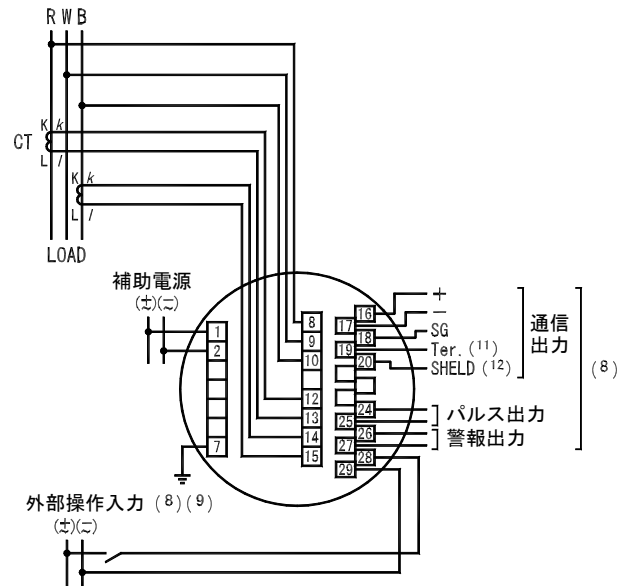 R W B
K k
CT
L l
K k
L l
LOAD
補助電源
(±)(−)
1
2
7
8
9
10
12
13
14
15
16
17
18
19
20
24
25
26
27
28
29
+
−
SG
Ter. (11)
SHELD (12)
通信
出力
(8)
パルス出力
警報出力
外部操作入力 (8)(9)
(±)(−)